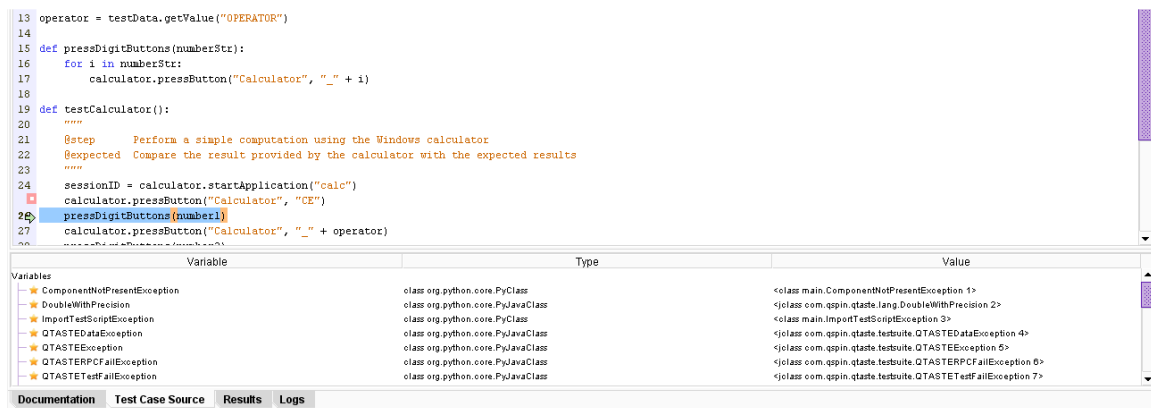 13 operator = testData.getValue("OPERATOR")
14
15 def pressDigitButtons(numberStr):
16 for i in numberStr:
17 calculator.pressButton("Calculator", "_" + i)
18
19 def testCalculator():
20 """
21 @step Perform a simple computation using the Windows calculator
22 @expected Compare the result provided by the calculator with the expected results
23 """
24 sessionID = calculator.startApplication("calc")
calculator.pressButton("Calculator", "CE")
26 pressDigitButtons(number1)
27 calculator.pressButton("Calculator", "_" + operator)
Variable Type Value
Variables
ComponentNotPresentException class org.python.core.PyClass <class main.ComponentNotPresentException 1>
DoubleWithPrecision class org.python.core.PyJavaClass <jclass com.qspin.qtaste.lang.DoubleWithPrecision 2>
ImportTestScriptException class org.python.core.PyClass <class main.ImportTestScriptException 3>
QTASTEDataException class org.python.core.PyJavaClass <jclass com.qspin.qtaste.testsuite.QTASTEDataException 4>
QTASTEException class org.python.core.PyJavaClass <jclass com.qspin.qtaste.testsuite.QTASTEException 5>
QTASTERPCFailException class org.python.core.PyJavaClass <jclass com.qspin.qtaste.testsuite.QTASTERPCFailException 6>
QTASTETestFailException class org.python.core.PyJavaClass <jclass com.qspin.qtaste.testsuite.QTASTETestFailException 7>
Documentation Test Case Source Results Logs